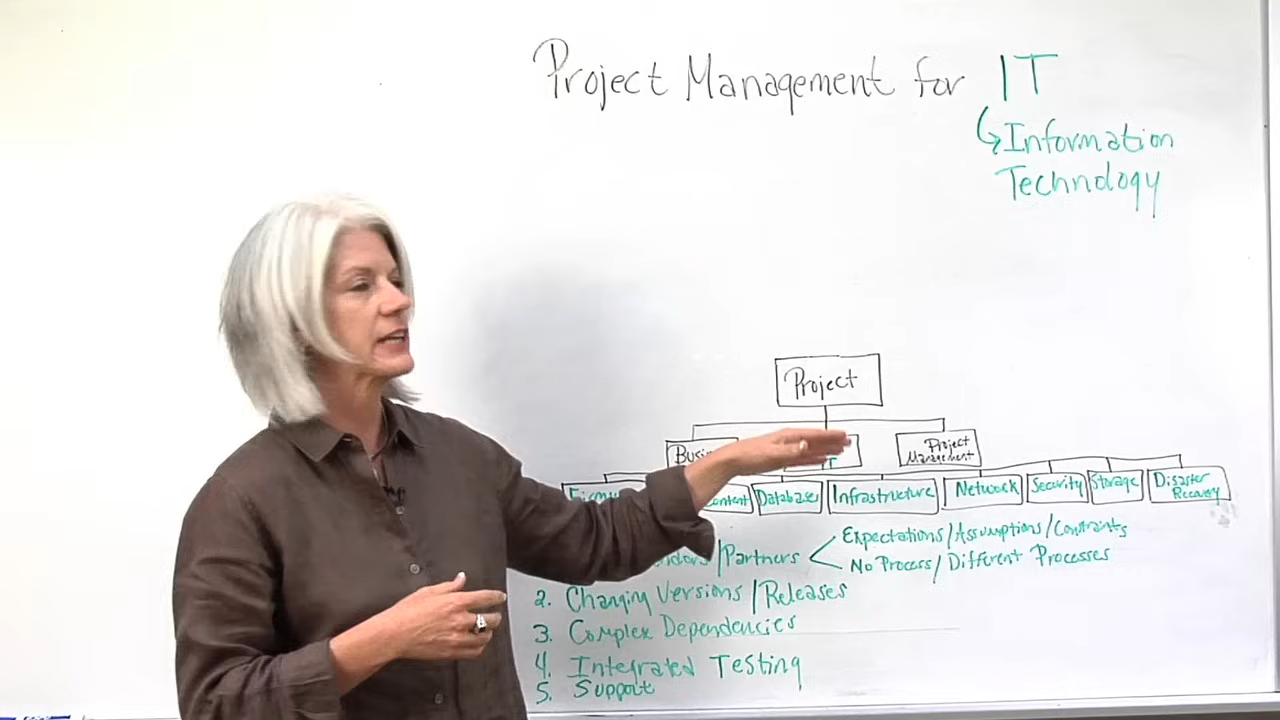 Project Management for IT
Information
Technology
Project
Project
Management
Content
Database
Infrastructure
Network
Security
Storage
Disaster
Recovery
/Partners
Expectations/Assumptions/Constraints
No Process/Different Processes
2. Changing Versions/Releases
3. Complex Dependencies
4. Integrated Testing
5. Support